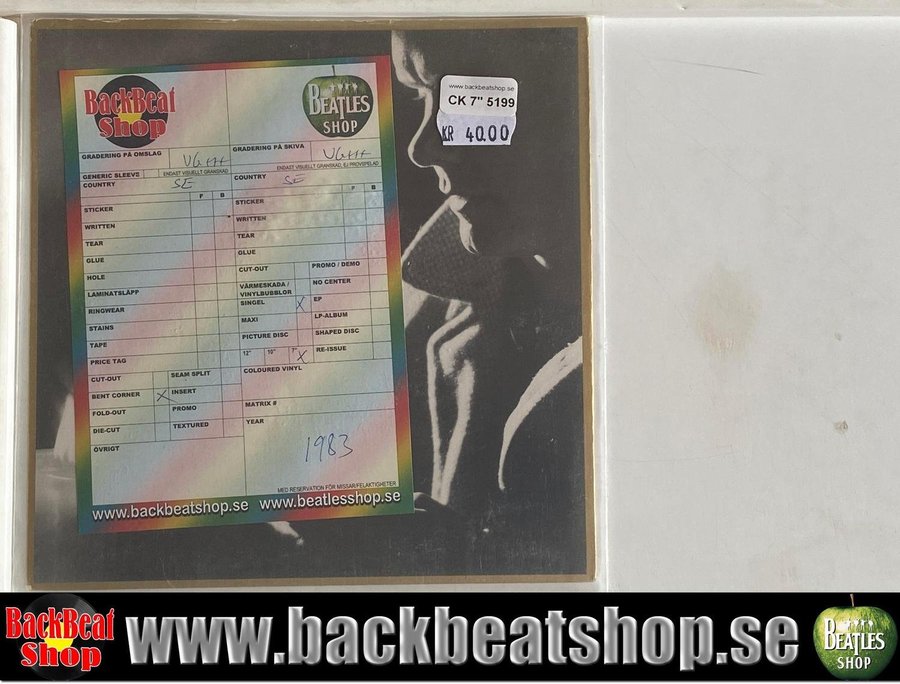 BackBeat
Shop
BEATLES
SHOP
www.backbeatshop.se
CK 7" 5199
KR 40.00
GRADERING PÅ OMSLAG VG+++
ENDAST VISUELLT GRANSKAD
GENERIC SLEEVE
COUNTRY SE
F B
STICKER
WRITTEN
TEAR
GLUE
HOLE
LAMINATSLÄPP
RINGWEAR
STAINS
TAPE
PRICE TAG
CUT-OUT SEAM SPLIT
BENT CORNER X INSERT
FOLD-OUT PROMO
DIE-CUT TEXTURED
ÖVRIGT
GRADERING PÅ SKIVA VG+++
ENDAST VISUELLT GRANSKAD, EJ PROVSPELAD
COUNTRY SE
F B
STICKER
WRITTEN
TEAR
GLUE
CUT-OUT PROMO / DEMO
VÄRMESKADA / VINYLBUBBLOR NO CENTER
SINGEL X EP
MAXI LP-ALBUM
PICTURE DISC SHAPED DISC
12" 10" 7" X RE-ISSUE
COLOURED VINYL
MATRIX #
YEAR
1983
MED RESERVATION FÖR MISSAR/FELAKTIGHETER
www.backbeatshop.se www.beatlesshop.se
BackBeat
Shop
www.backbeatshop.se
BEATLES
SHOP